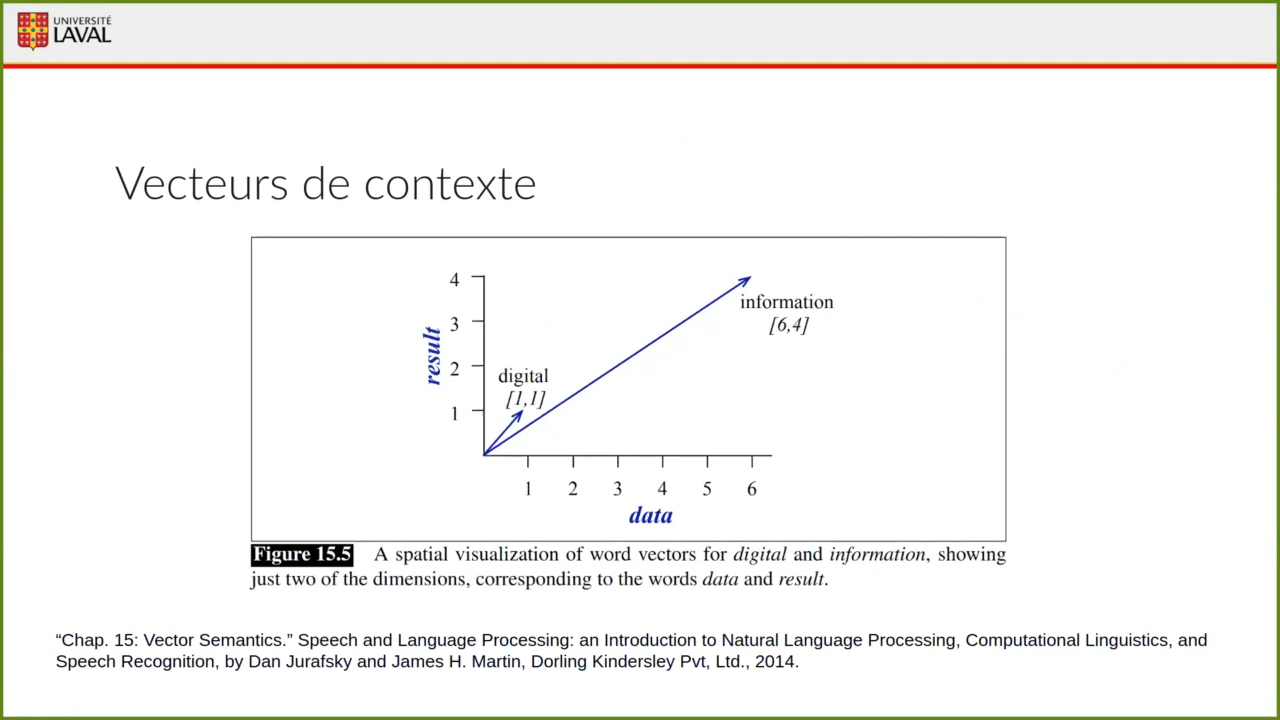 UNIVERSITÉ
LAVAL
Vecteurs de contexte
4
3
2
1
result
information
[6,4]
digital
[1,1]
1 2 3 4 5 6
data
Figure 15.5 A spatial visualization of word vectors for digital and information, showing
just two of the dimensions, corresponding to the words data and result.
“Chap. 15: Vector Semantics.” Speech and Language Processing: an Introduction to Natural Language Processing, Computational Linguistics, and
Speech Recognition, by Dan Jurafsky and James H. Martin, Dorling Kindersley Pvt, Ltd., 2014.